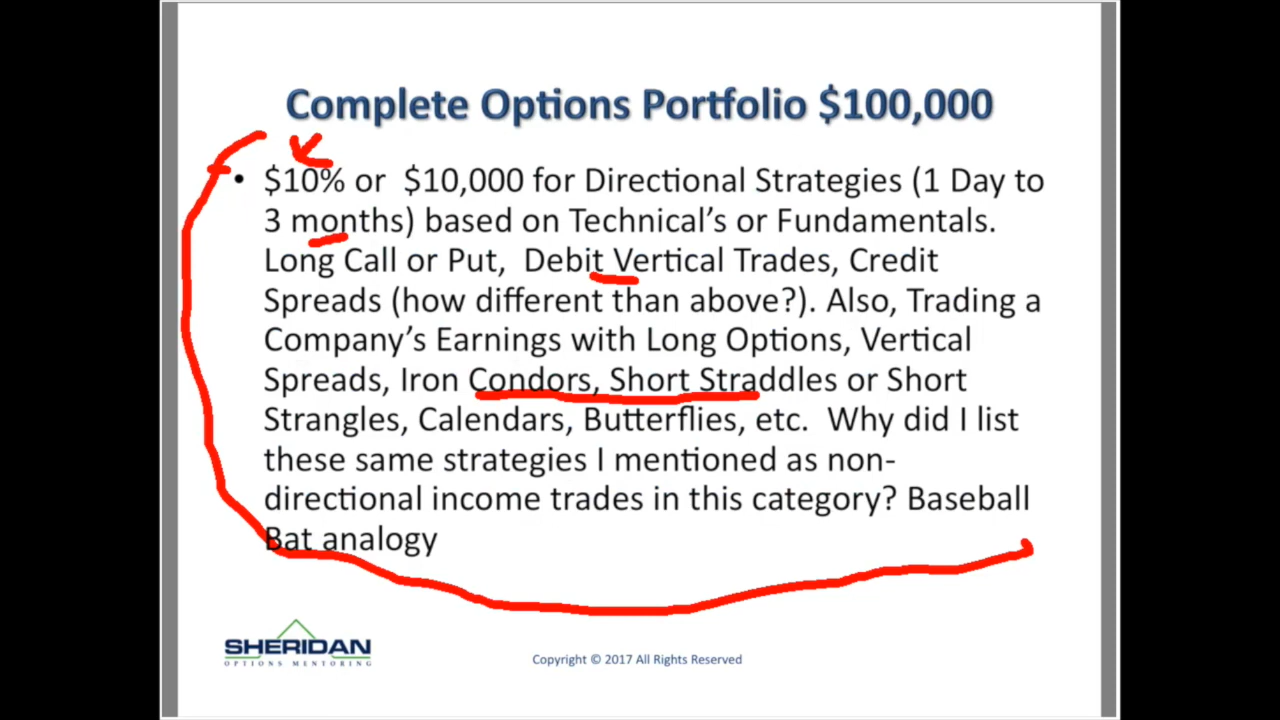 Complete Options Portfolio $100,000
• $10% or $10,000 for Directional Strategies (1 Day to
3 months) based on Technical's or Fundamentals.
Long Call or Put, Debit Vertical Trades, Credit
Spreads (how different than above?). Also, Trading a
Company's Earnings with Long Options, Vertical
Spreads, Iron Condors, Short Straddles or Short
Strangles, Calendars, Butterflies, etc. Why did I list
these same strategies I mentioned as non-
directional income trades in this category? Baseball
Bat analogy
SHERIDAN
OPTIONS MENTORING
Copyright © 2017 All Rights Reserved